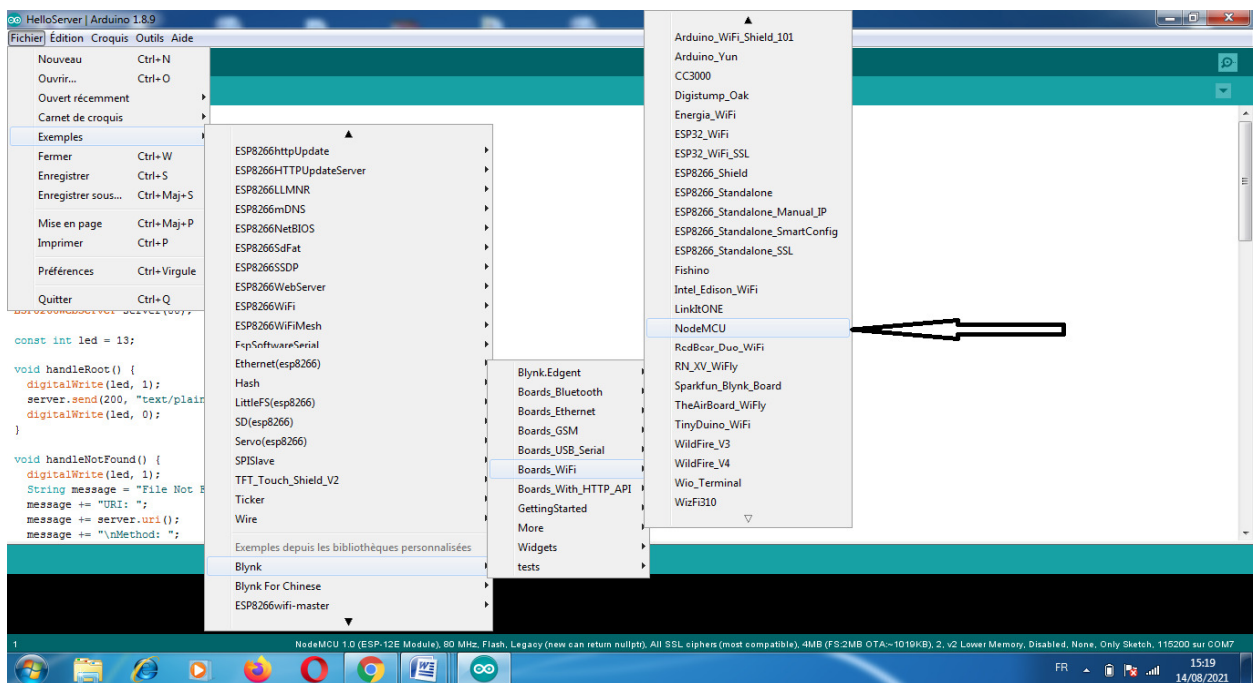 HelloServer | Arduino 1.8.9
Fichier Édition Croquis Outils Aide
Nouveau Ctrl+N
Ouvrir... Ctrl+O
Ouvert récemment
Carnet de croquis
Exemples
Fermer Ctrl+W
Enregistrer Ctrl+S
Enregistrer sous... Ctrl+Maj+S
Mise en page Ctrl+Maj+P
Imprimer Ctrl+P
Préférences Ctrl+Virgule
Quitter Ctrl+Q
const int led = 13;
void handleRoot() {
digitalWrite(led, 1);
server.send(200, "text/plain
digitalWrite(led, 0);
}
void handleNotFound() {
digitalWrite(led, 1);
String message = "File Not
message += "URI: ";
message += server.uri();
message += "\nMethod: ";
ESP8266httpUpdate
ESP8266HTTPUpdateServer
ESP8266LLMNR
ESP8266mDNS
ESP8266NetBIOS
ESP8266SdFat
ESP8266SSDP
ESP8266WebServer
ESP8266WiFi
ESP8266WiFiMesh
EspSoftwareSerial
Ethernet(esp8266)
Hash
LittleFS(esp8266)
SD(esp8266)
Servo(esp8266)
SPISlave
TFT_Touch_Shield_V2
Ticker
Wire
Exemples depuis les bibliothèques personnalisées
Blynk
Blynk For Chinese
ESP8266wifi-master
Blynk.Edgent
Boards_Bluetooth
Boards_Ethernet
Boards_GSM
Boards_USB_Serial
Boards_WiFi
Boards_With_HTTP_API
GettingStarted
More
Widgets
tests
Arduino_WiFi_Shield_101
Arduino_Yun
CC3000
Digistump_Oak
Energia_WiFi
ESP32_WiFi
ESP32_WiFi_SSL
ESP8266_Shield
ESP8266_Standalone
ESP8266_Standalone_Manual_IP
ESP8266_Standalone_SmartConfig
ESP8266_Standalone_SSL
Fishino
Intel_Edison_WiFi
LinkItONE
NodeMCU
RedBear_Duo_WiFi
RN_XV_WiFly
Sparkfun_Blynk_Board
TheAirBoard_WiFly
TinyDuino_WiFi
WildFire_V3
WildFire_V4
Wio_Terminal
WizFi310
1 NodeMCU 1.0 (ESP-12E Module), 80 MHz, Flash, Legacy (new can return nullptr), All SSL ciphers (most compatible), 4MB (FS:2MB OTA:~1019KB), 2, v2 Lower Memory, Disabled, None, Only Sketch, 115200 sur COM7
FR 15:19
14/08/2021